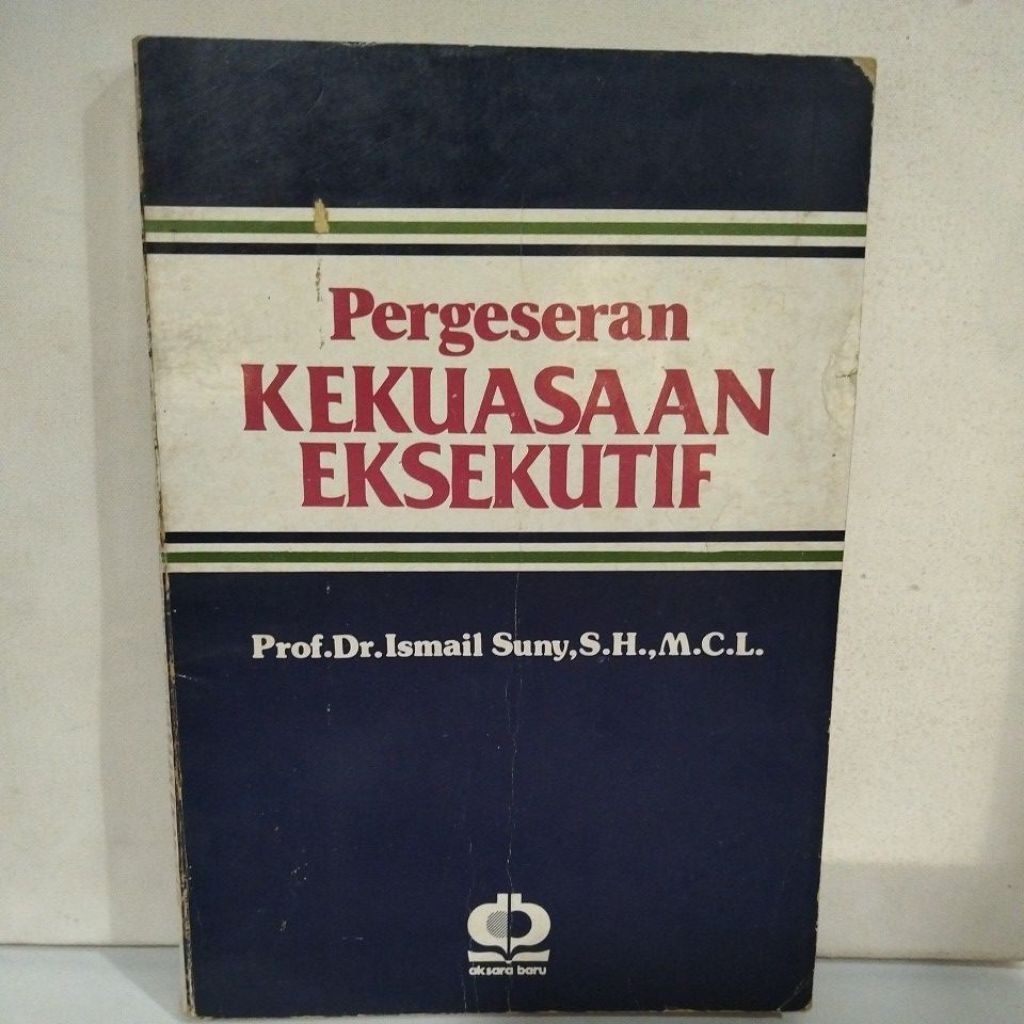 Pergeseran
KEKUASAAN
EKSEKUTIF
Prof.Dr.Ismail Suny,S.H.,M.C.L.
aksara baru